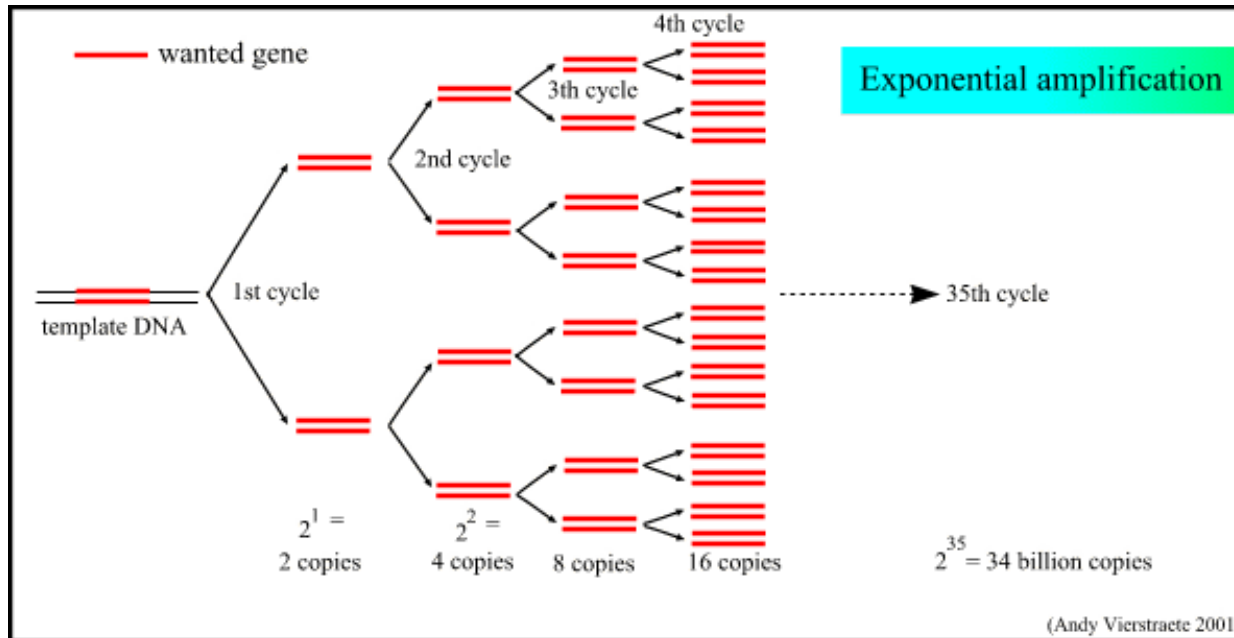 4th cycle
wanted gene
Exponential amplification
3th cycle
2nd cycle
1st cycle
35th cycle
template DNA
2^1 =
2 copies
2^2 =
4 copies
8 copies
16 copies
2^35 = 34 billion copies
(Andy Vierstraete 2001